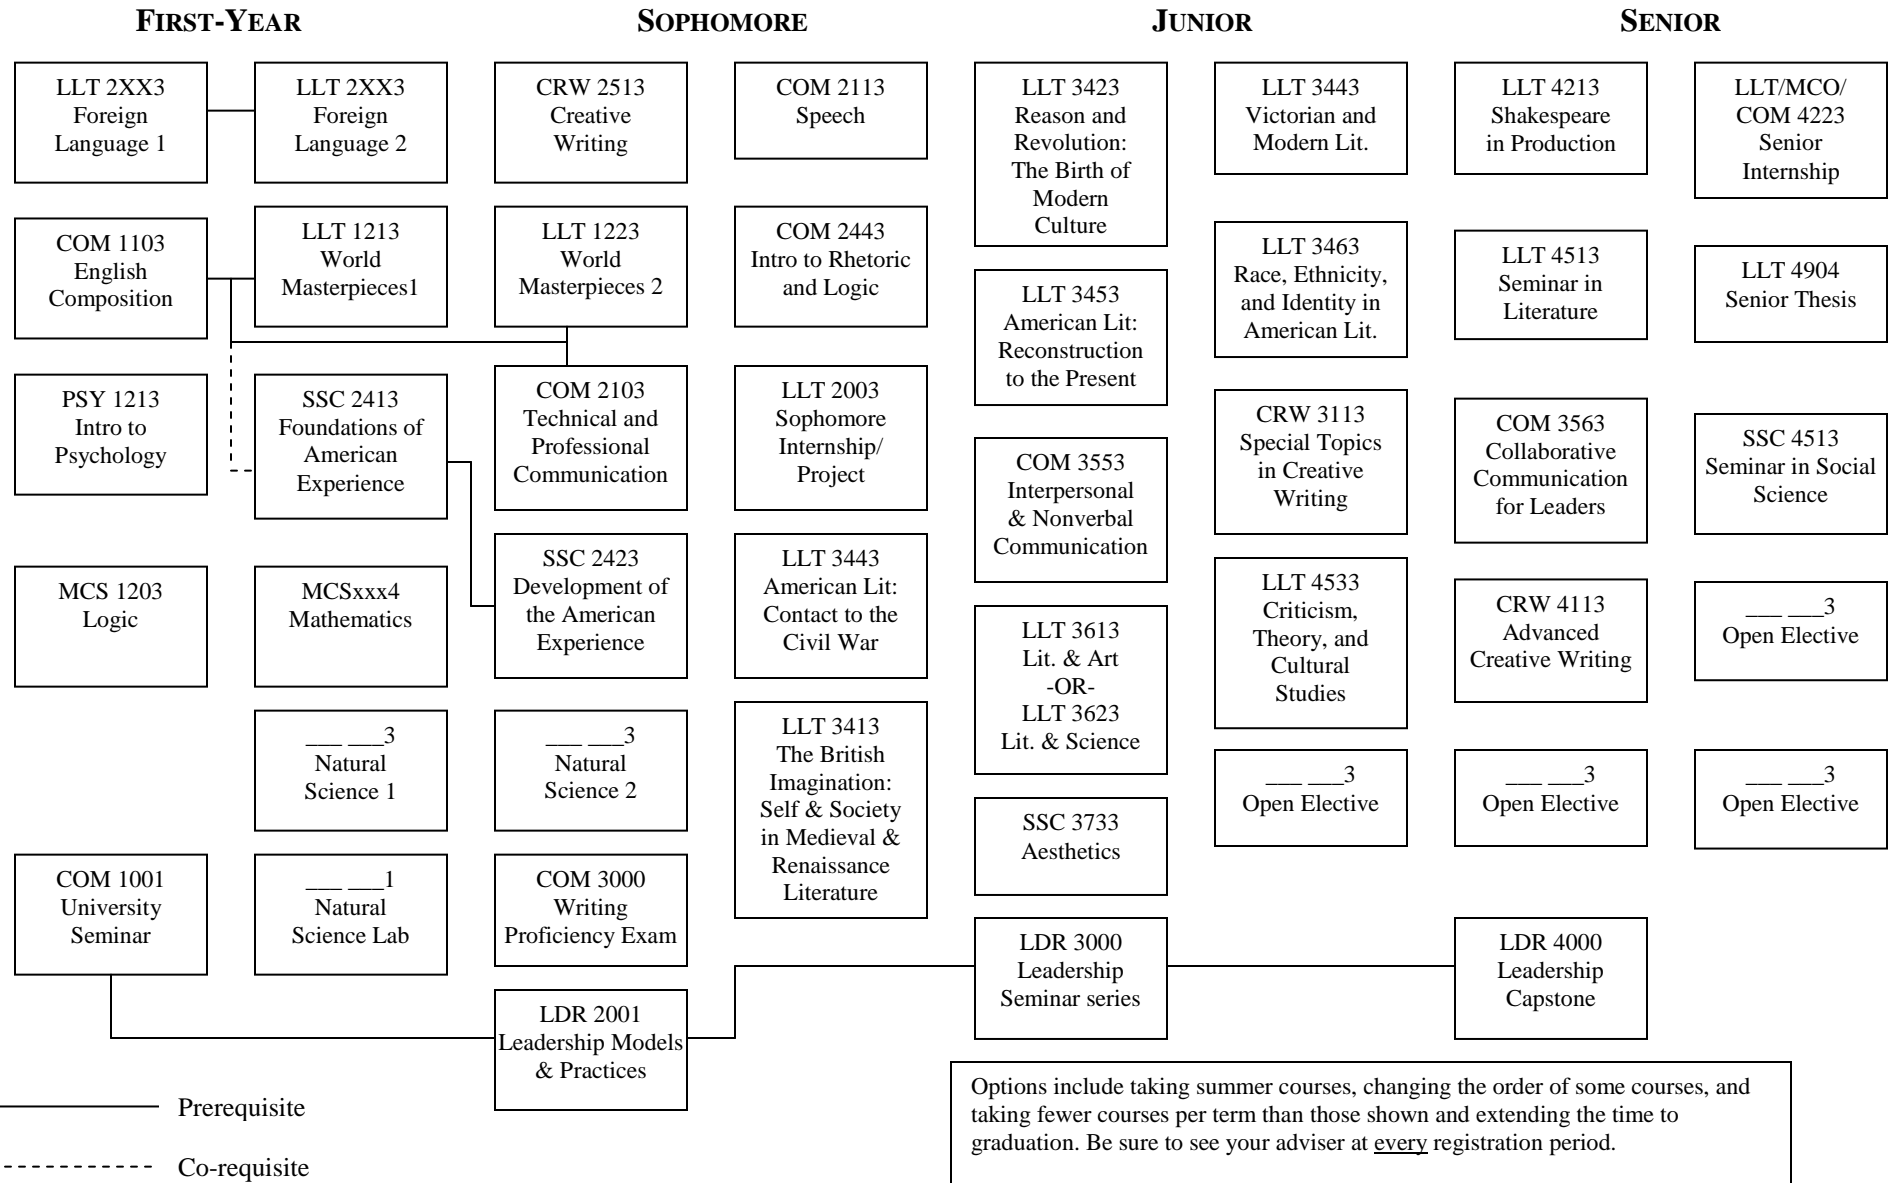 FIRST-YEAR
SOPHOMORE
JUNIOR
SENIOR
LLT 2XX3
Foreign
Language 1
LLT 2XX3
Foreign
Language 2
CRW 2513
Creative
Writing
COM 2113
Speech
LLT 3423
Reason and
Revolution:
The Birth of
Modern
Culture
LLT 3443
Victorian and
Modern Lit.
LLT 4213
Shakespeare
in Production
LLT/MCO/
COM 4223
Senior
Internship
COM 1103
English
Composition
LLT 1213
World
Masterpieces1
LLT 1223
World
Masterpieces 2
COM 2443
Intro to Rhetoric
and Logic
LLT 3453
American Lit:
Reconstruction
to the Present
LLT 3463
Race, Ethnicity,
and Identity in
American Lit.
LLT 4513
Seminar in
Literature
LLT 4904
Senior Thesis
PSY 1213
Intro to
Psychology
SSC 2413
Foundations of
American
Experience
COM 2103
Technical and
Professional
Communication
LLT 2003
Sophomore
Internship/
Project
COM 3553
Interpersonal
& Nonverbal
Communication
CRW 3113
Special Topics
in Creative
Writing
COM 3563
Collaborative
Communication
for Leaders
SSC 4513
Seminar in Social
Science
MCS 1203
Logic
MCSxxx4
Mathematics
SSC 2423
Development of
the American
Experience
LLT 3443
American Lit:
Contact to the
Civil War
LLT 3613
Lit. & Art
-OR-
LLT 3623
Lit. & Science
LLT 4533
Criticism,
Theory, and
Cultural
Studies
CRW 4113
Advanced
Creative Writing
___ ___3
Open Elective
___ ___3
Natural
Science 1
___ ___3
Natural
Science 2
LLT 3413
The British
Imagination:
Self & Society
in Medieval &
Renaissance
Literature
SSC 3733
Aesthetics
___ ___3
Open Elective
___ ___3
Open Elective
___ ___3
Open Elective
COM 1001
University
Seminar
___ ___1
Natural
Science Lab
COM 3000
Writing
Proficiency Exam
LDR 2001
Leadership Models
& Practices
LDR 3000
Leadership
Seminar series
LDR 4000
Leadership
Capstone
Prerequisite
Co-requisite
Options include taking summer courses, changing the order of some courses, and
taking fewer courses per term than those shown and extending the time to
graduation. Be sure to see your adviser at every registration period.